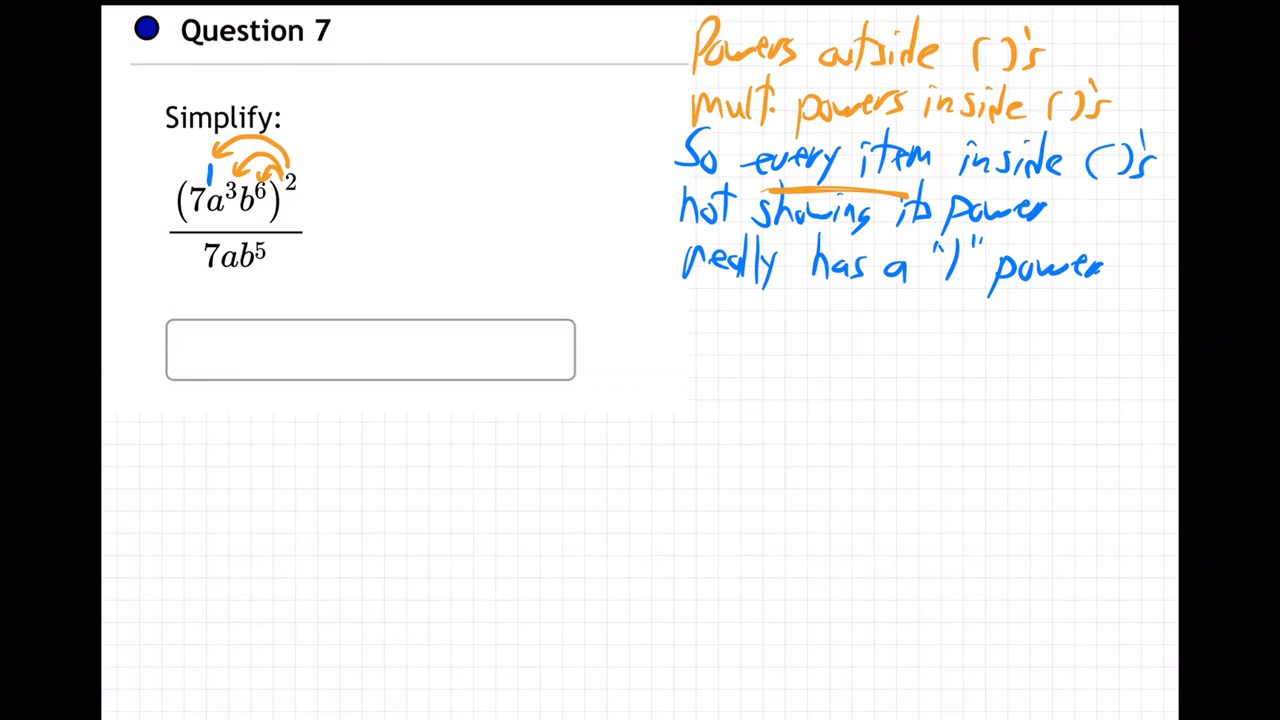 Question 7
Simplify:
1
(7a³b⁶)²
7ab⁵
Powers outside ( )'s
mult. powers inside ( )'s
So every item inside ( )'s
not showing its power
really has a "1" power